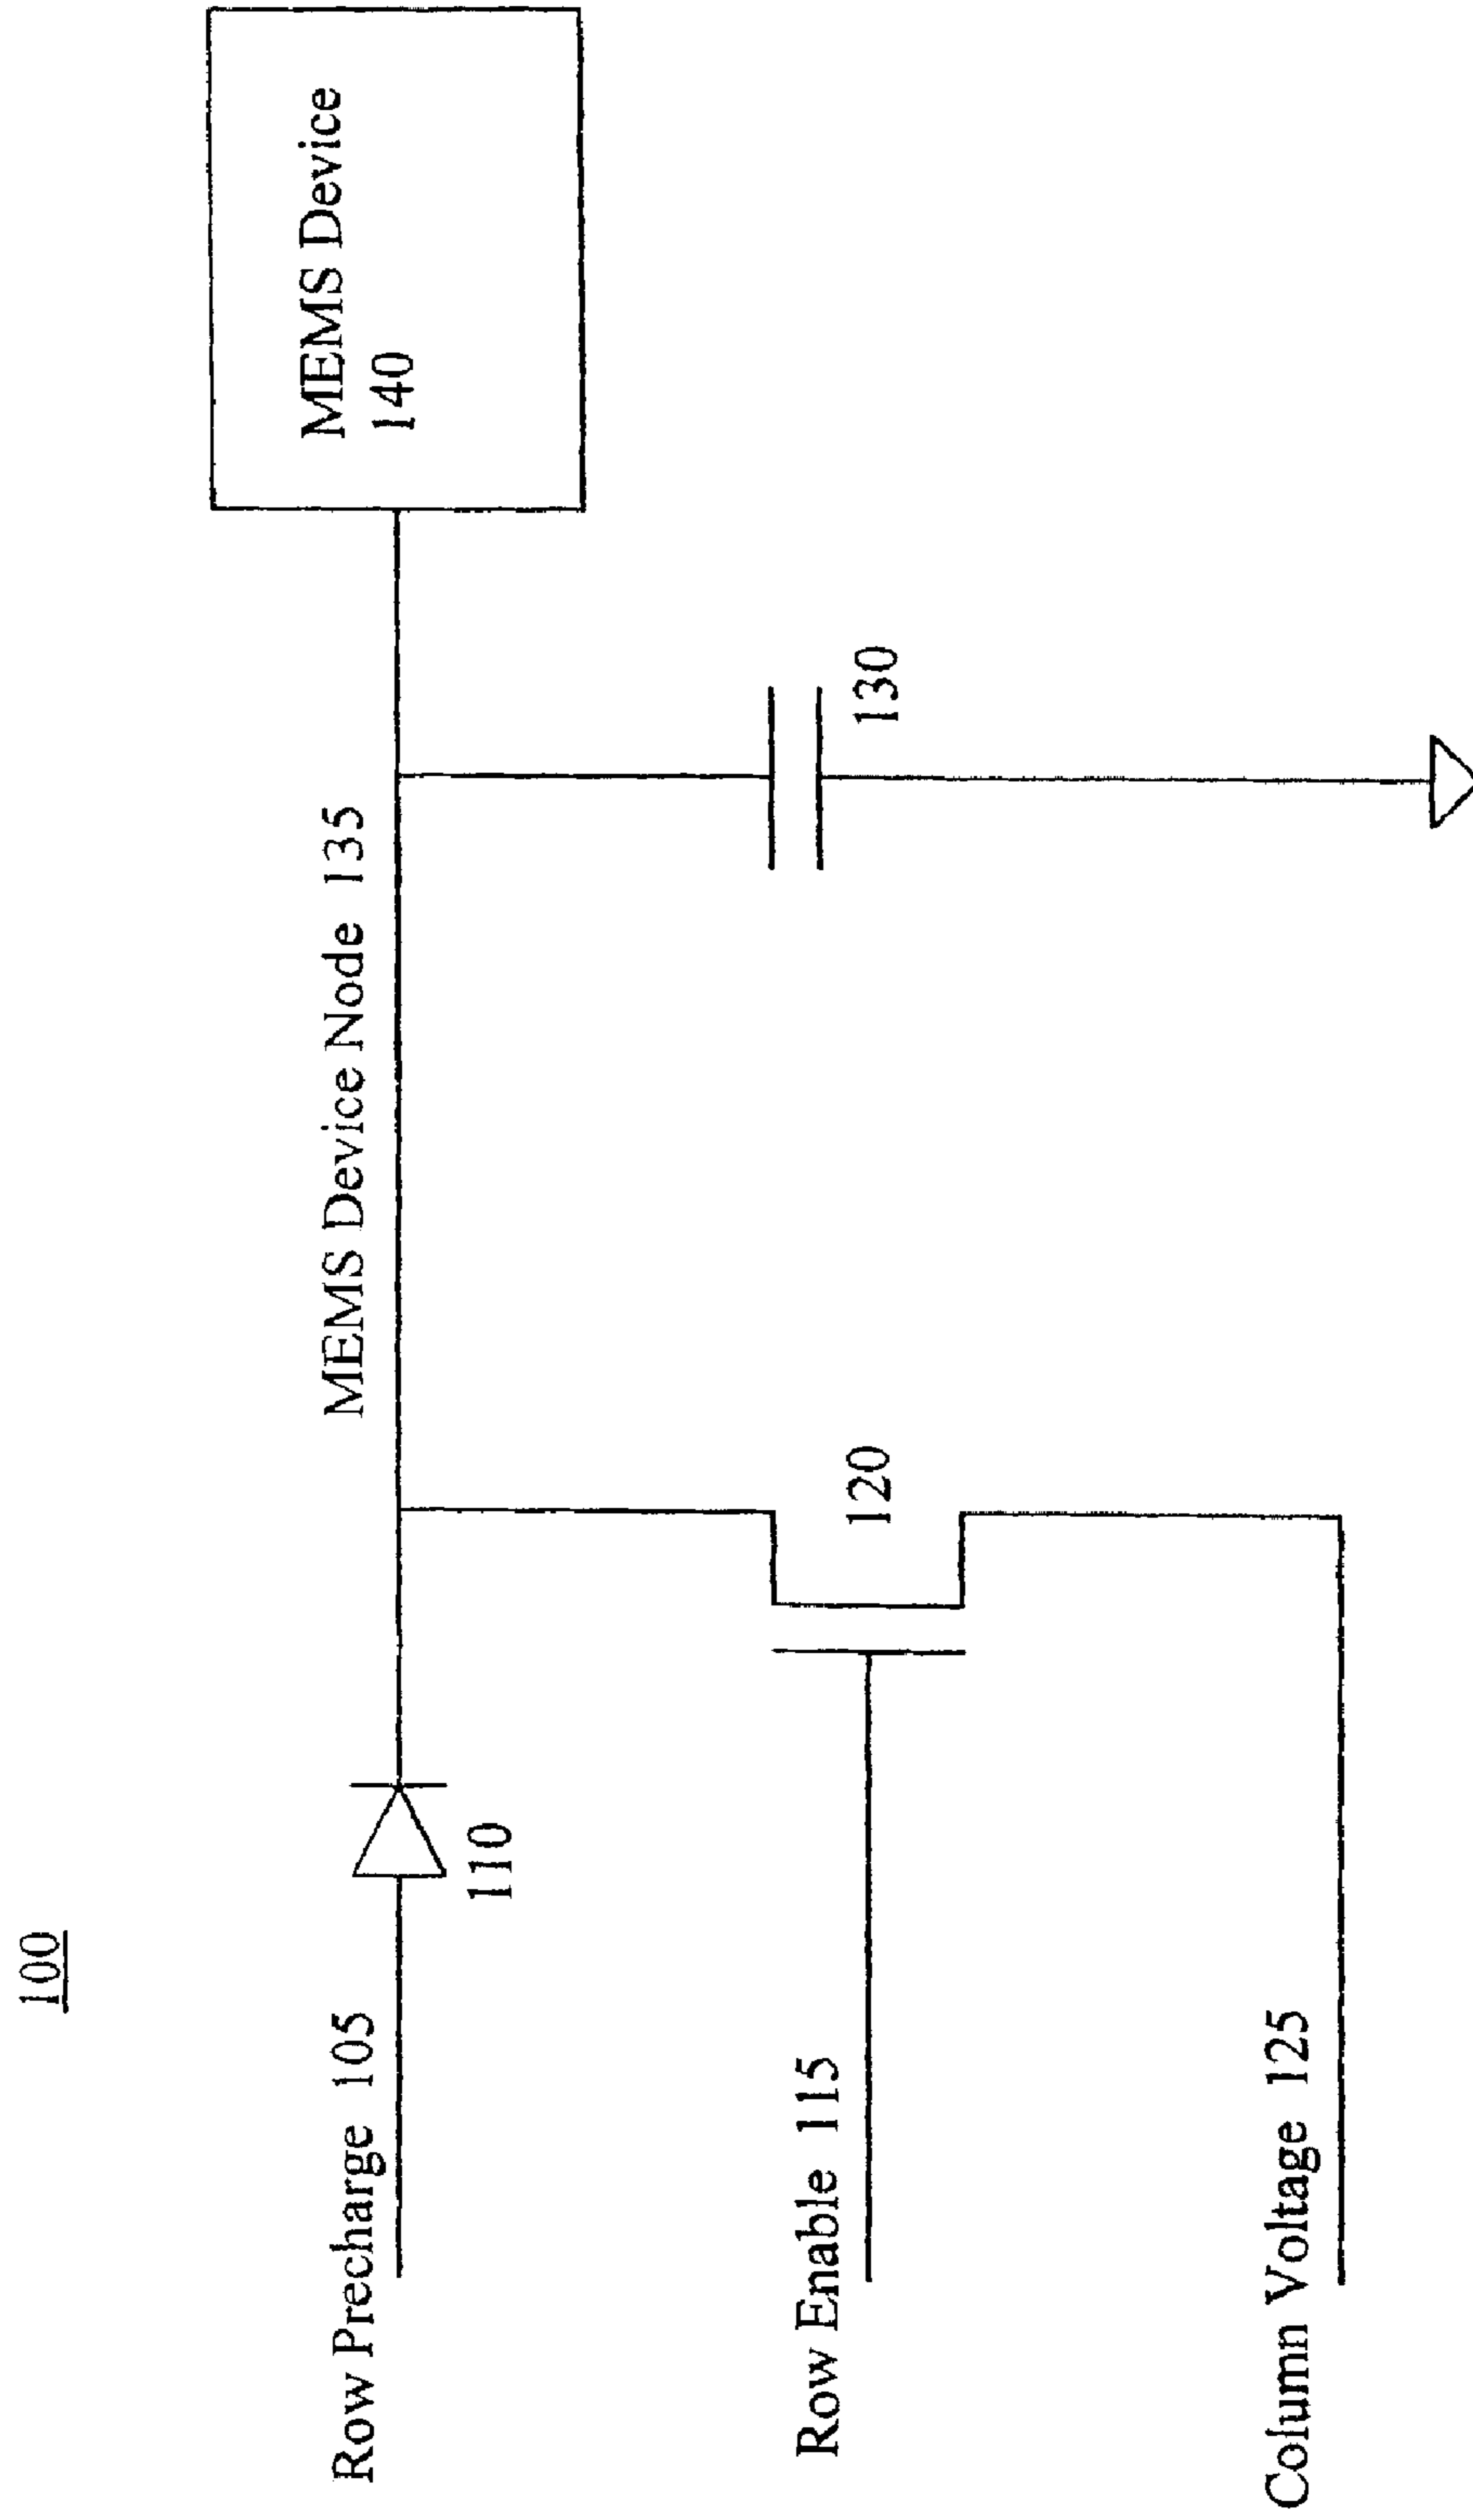 100
Row Precharge 105
110
MEMS Device Node 135
MEMS Device
140
Row Enable 115
120
130
Column Voltage 125